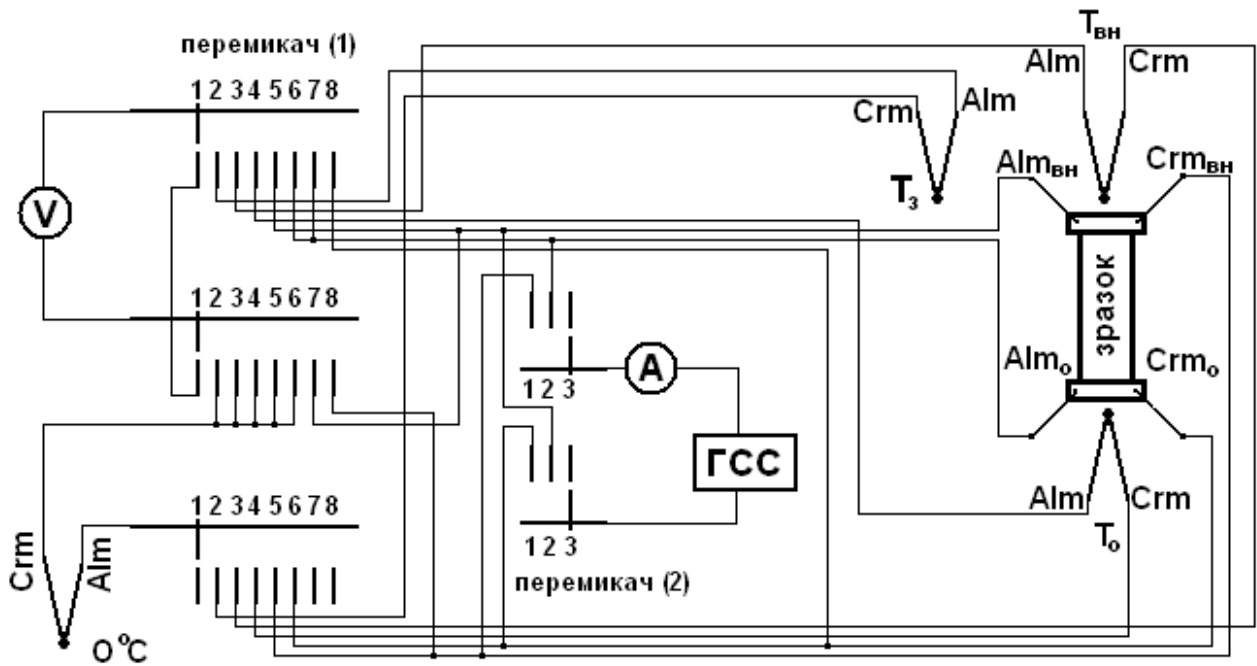 перемикач (1)
1 2 3 4 5 6 7 8
V
1 2 3 4 5 6 7 8
1 2 3 4 5 6 7 8
Crm
Alm
0°C
1 2 3
A
ГСС
1 2 3
перемикач (2)
Tвн
Alm
Crm
Crm
Alm
Tз
Almвн
Crmвн
зразок
Almо
Crmо
Alm
Crm
Tо